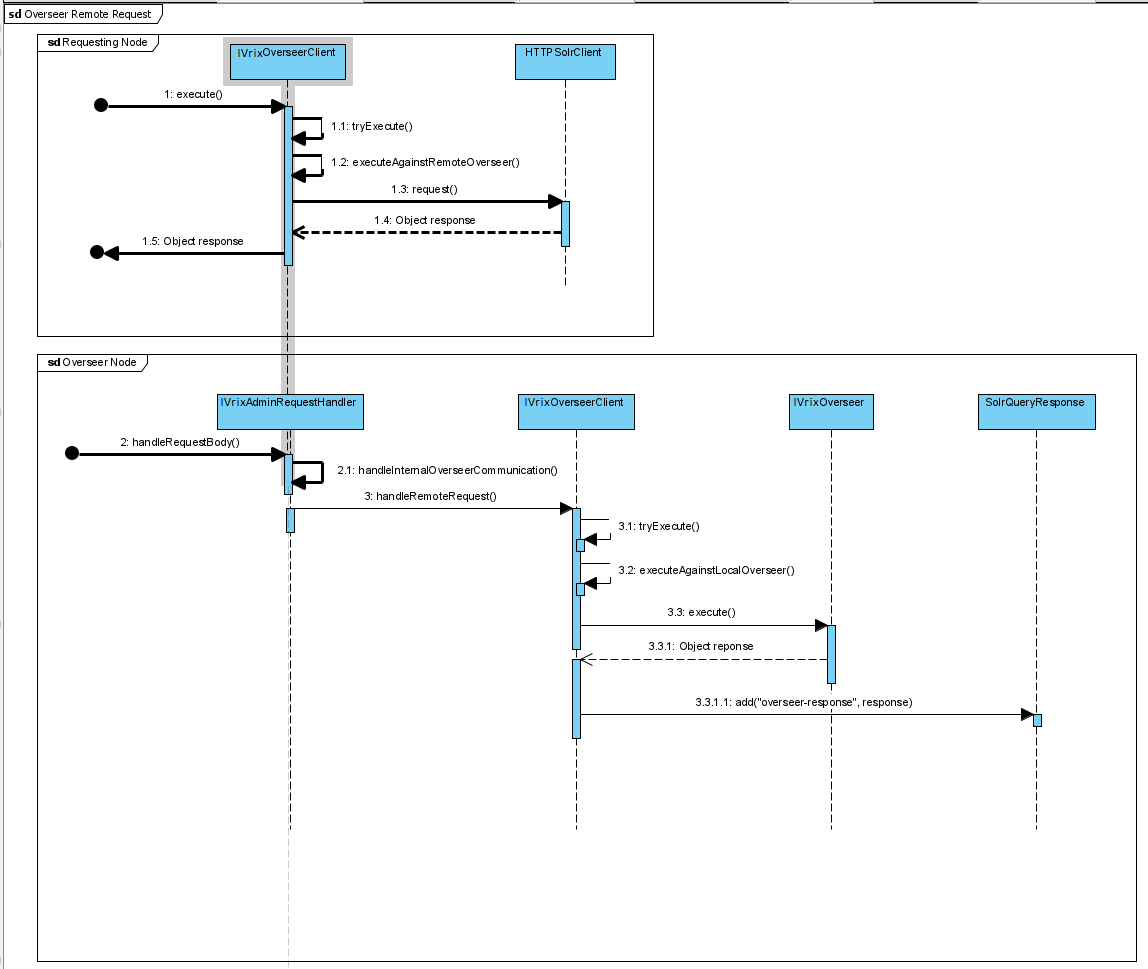 sd Overseer Remote Request
sd Requesting Node
IVrixOverseerClient
HTTPSolrClient
1: execute()
1.1: tryExecute()
1.2: executeAgainstRemoteOverseer()
1.3: request()
1.4: Object response
1.5: Object response
sd Overseer Node
IVrixAdminRequestHandler
IVrixOverseerClient
IVrixOverseer
SolrQueryResponse
2: handleRequestBody()
2.1: handleInternalOverseerCommunication()
3: handleRemoteRequest()
3.1: tryExecute()
3.2: executeAgainstLocalOverseer()
3.3: execute()
3.3.1: Object reponse
3.3.1.1: add("overseer-response", response)